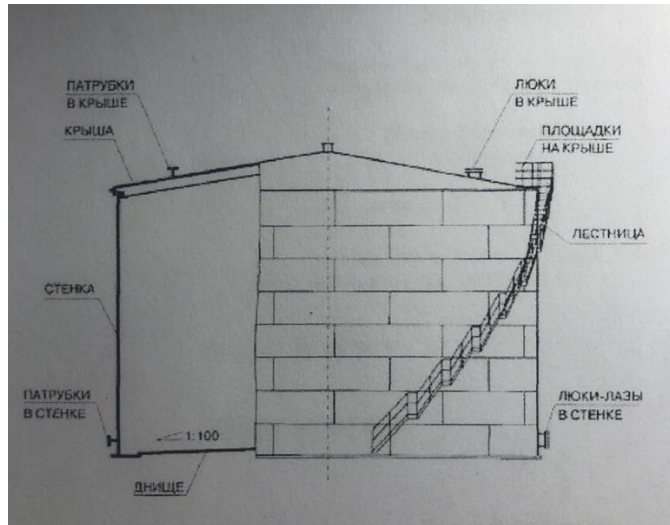 ПАТРУБКИ
В КРЫШЕ
КРЫША
ЛЮКИ
В КРЫШЕ
ПЛОЩАДКИ
НА КРЫШЕ
ЛЕСТНИЦА
СТЕНКА
ПАТРУБКИ
В СТЕНКЕ
1:100
ДНИЩЕ
ЛЮКИ-ЛАЗЫ
В СТЕНКЕ